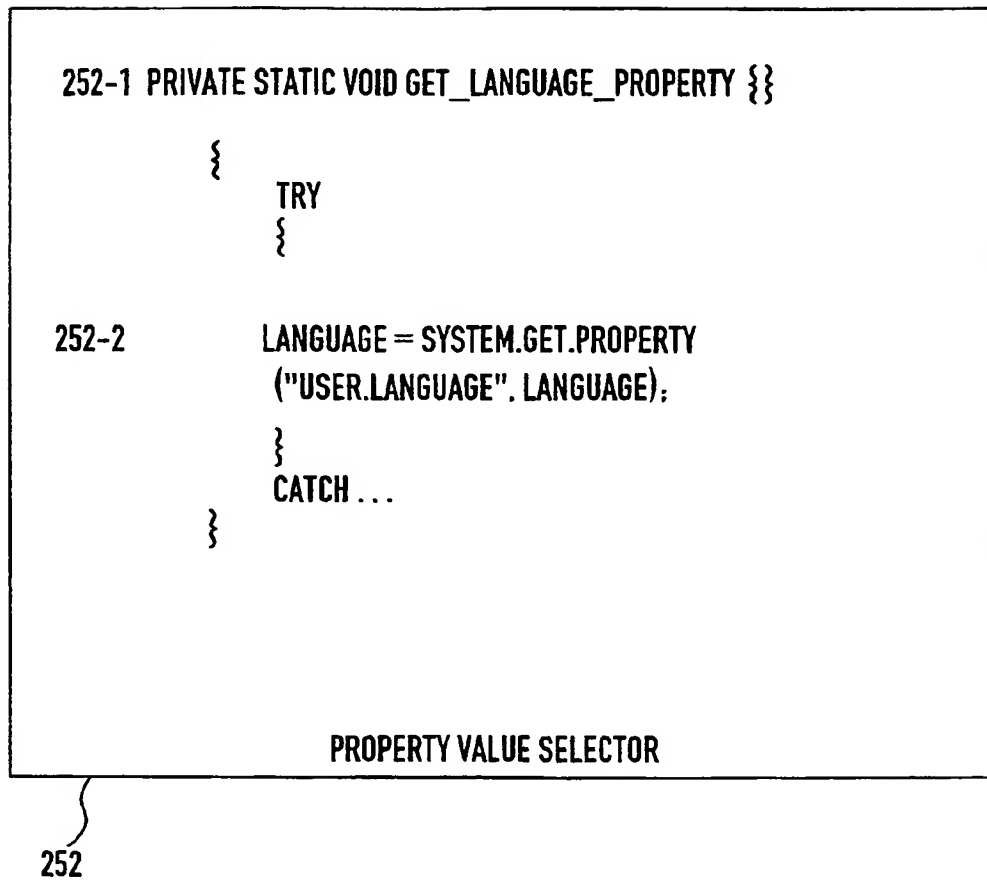 252-1 PRIVATE STATIC VOID GET_LANGUAGE_PROPERTY {}
{
TRY
{
252-2 LANGUAGE = SYSTEM.GET.PROPERTY
("USER.LANGUAGE". LANGUAGE);
}
CATCH ...
}
PROPERTY VALUE SELECTOR
252